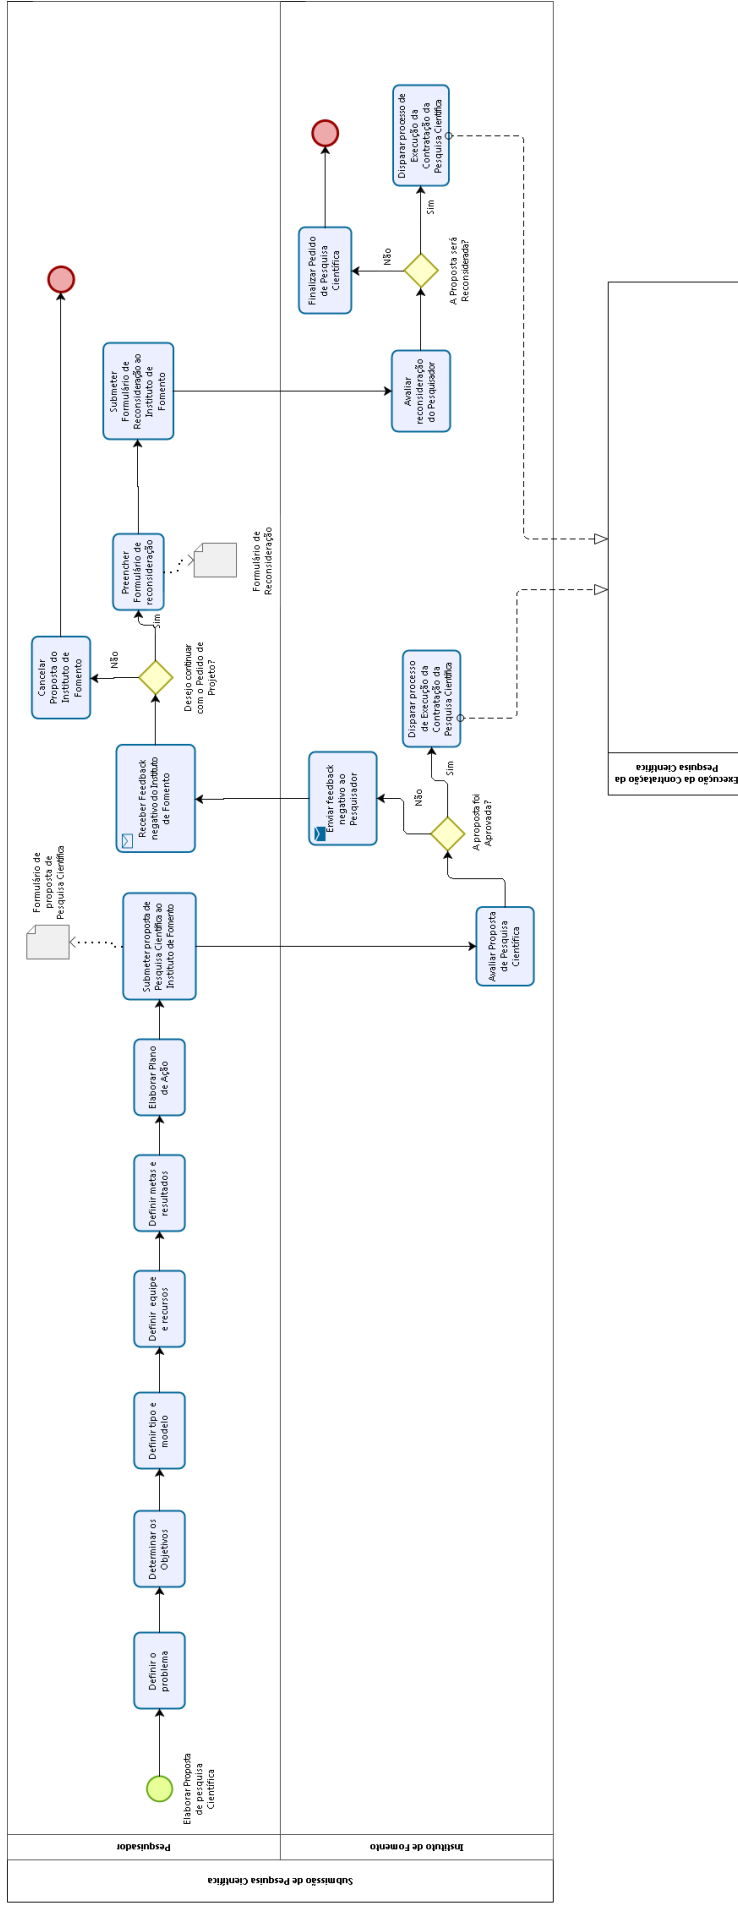 Submissão de Pesquisa Científica
Pesquisador
Instituto de Fomento
Elaborar Proposta
de pesquisa
Científica
Definir o
problema
Determinar os
Objetivos
Definir tipo e
modelo
Definir equipe
e recursos
Definir metas e
resultados
Elaborar Plano
de Ação
Submeter proposta de
Pesquisa Científica ao
Instituto de Fomento
Formulário de
proposta de
Pesquisa Científica
Avaliar Proposta
de Pesquisa
Científica
A proposta foi
Aprovada?
Não
Sim
Enviar feedback
negativo ao
Pesquisador
Disparar processo
de Execução da
Contratação da
Pesquisa Científica
Receber Feedback
negativo do Instituto
de Fomento
Desejo continuar
com o Pedido de
Projeto?
Não
Sim
Cancelar
Proposta do
Instituto de
Fomento
Preencher
Formulário de
reconsideração
Formulário de
Reconsideração
Submeter
Formulário de
Reconsideração ao
Instituto de
Fomento
Avaliar
reconsideração
do Pesquisador
A Proposta será
Reconsiderada?
Não
Sim
Finalizar Pedido
de Pesquisa
Científica
Disparar processo de
Execução da
Contratação da
Pesquisa Científica
Execução da Contratação da
Pesquisa Científica